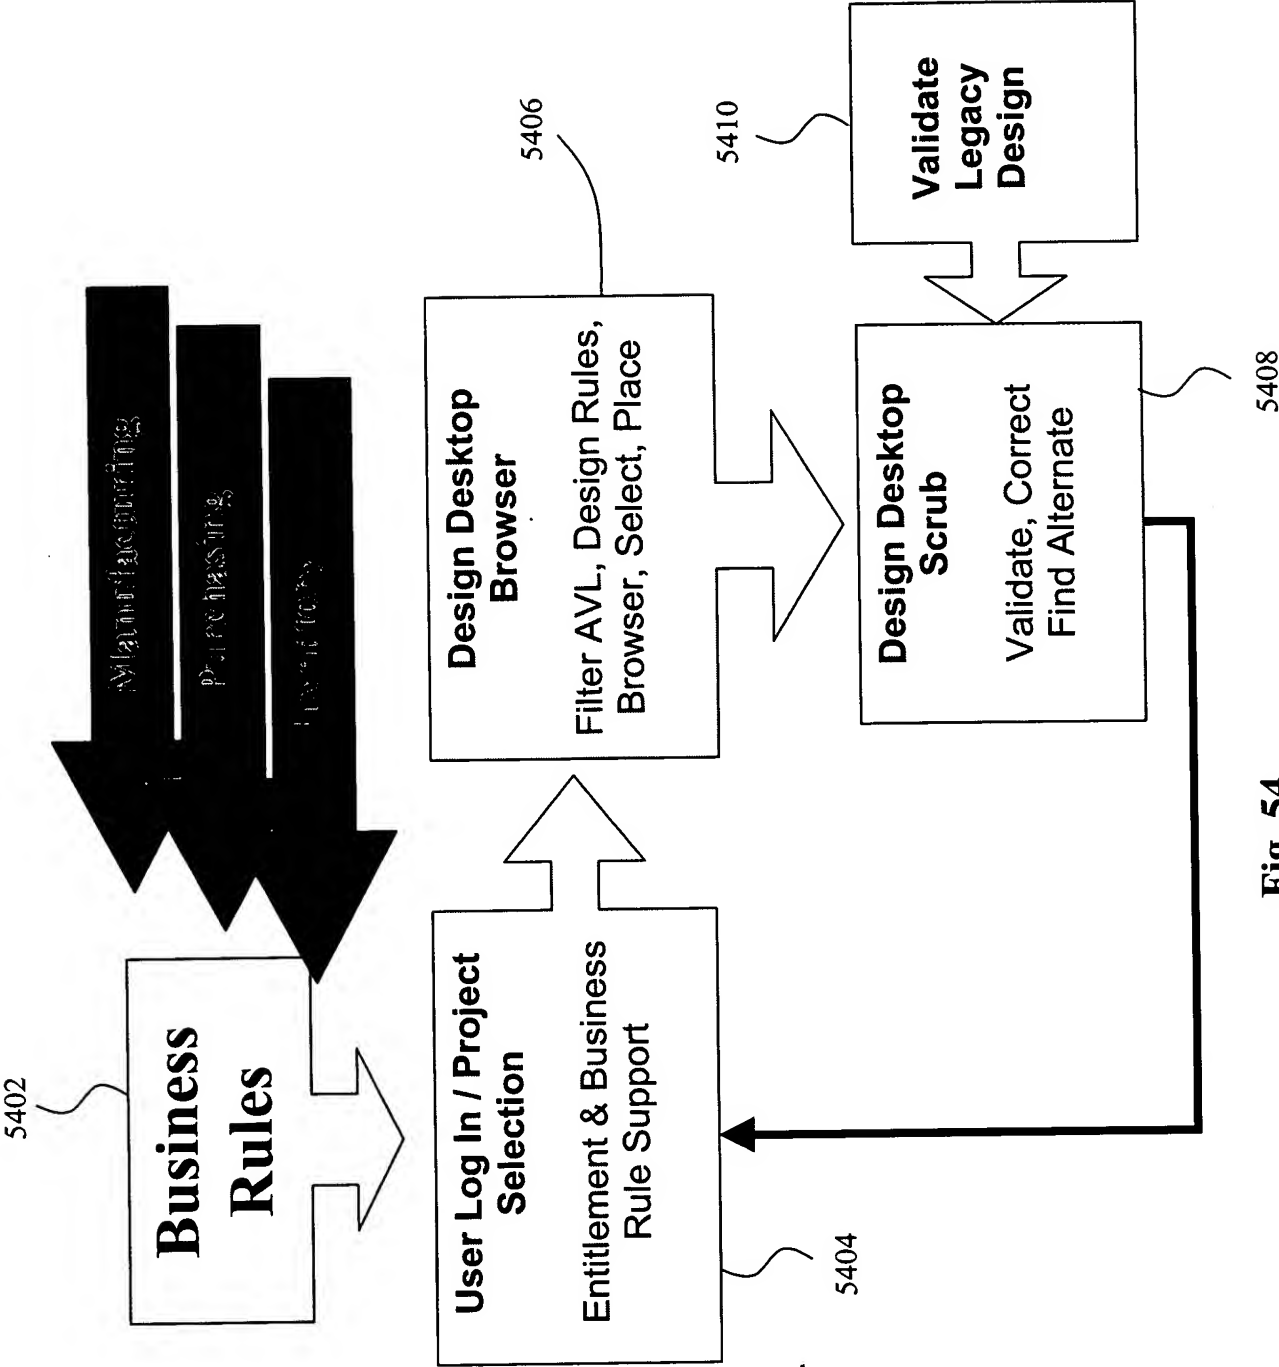 5402
Business
Rules
Purchasing
5404
User Log In / Project
Selection
Entitlement & Business
Rule Support
5406
Design Desktop
Browser
Filter AVL, Design Rules,
Browser, Select, Place
5408
Design Desktop
Scrub
Validate, Correct
Find Alternate
5410
Validate
Legacy
Design
Fig. 54